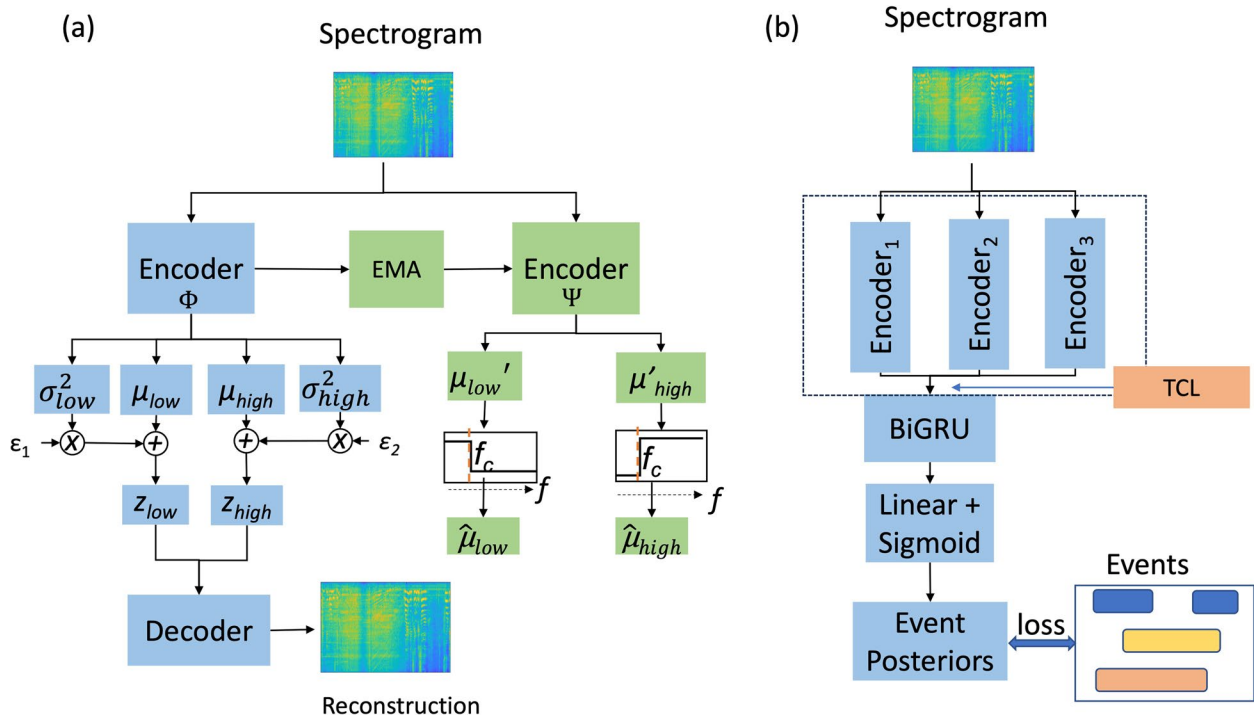 (a)
Spectrogram
Encoder
Φ
EMA
Encoder
Ψ
σ²low
μlow
μhigh
σ²high
μlow′
μ′high
ε1
x
+
+
x
ε2
fc
f
fc
f
zlow
zhigh
μ̂low
μ̂high
Decoder
Reconstruction
(b)
Spectrogram
Encoder1
Encoder2
Encoder3
TCL
BiGRU
Linear +
Sigmoid
Events
Event
Posteriors
loss